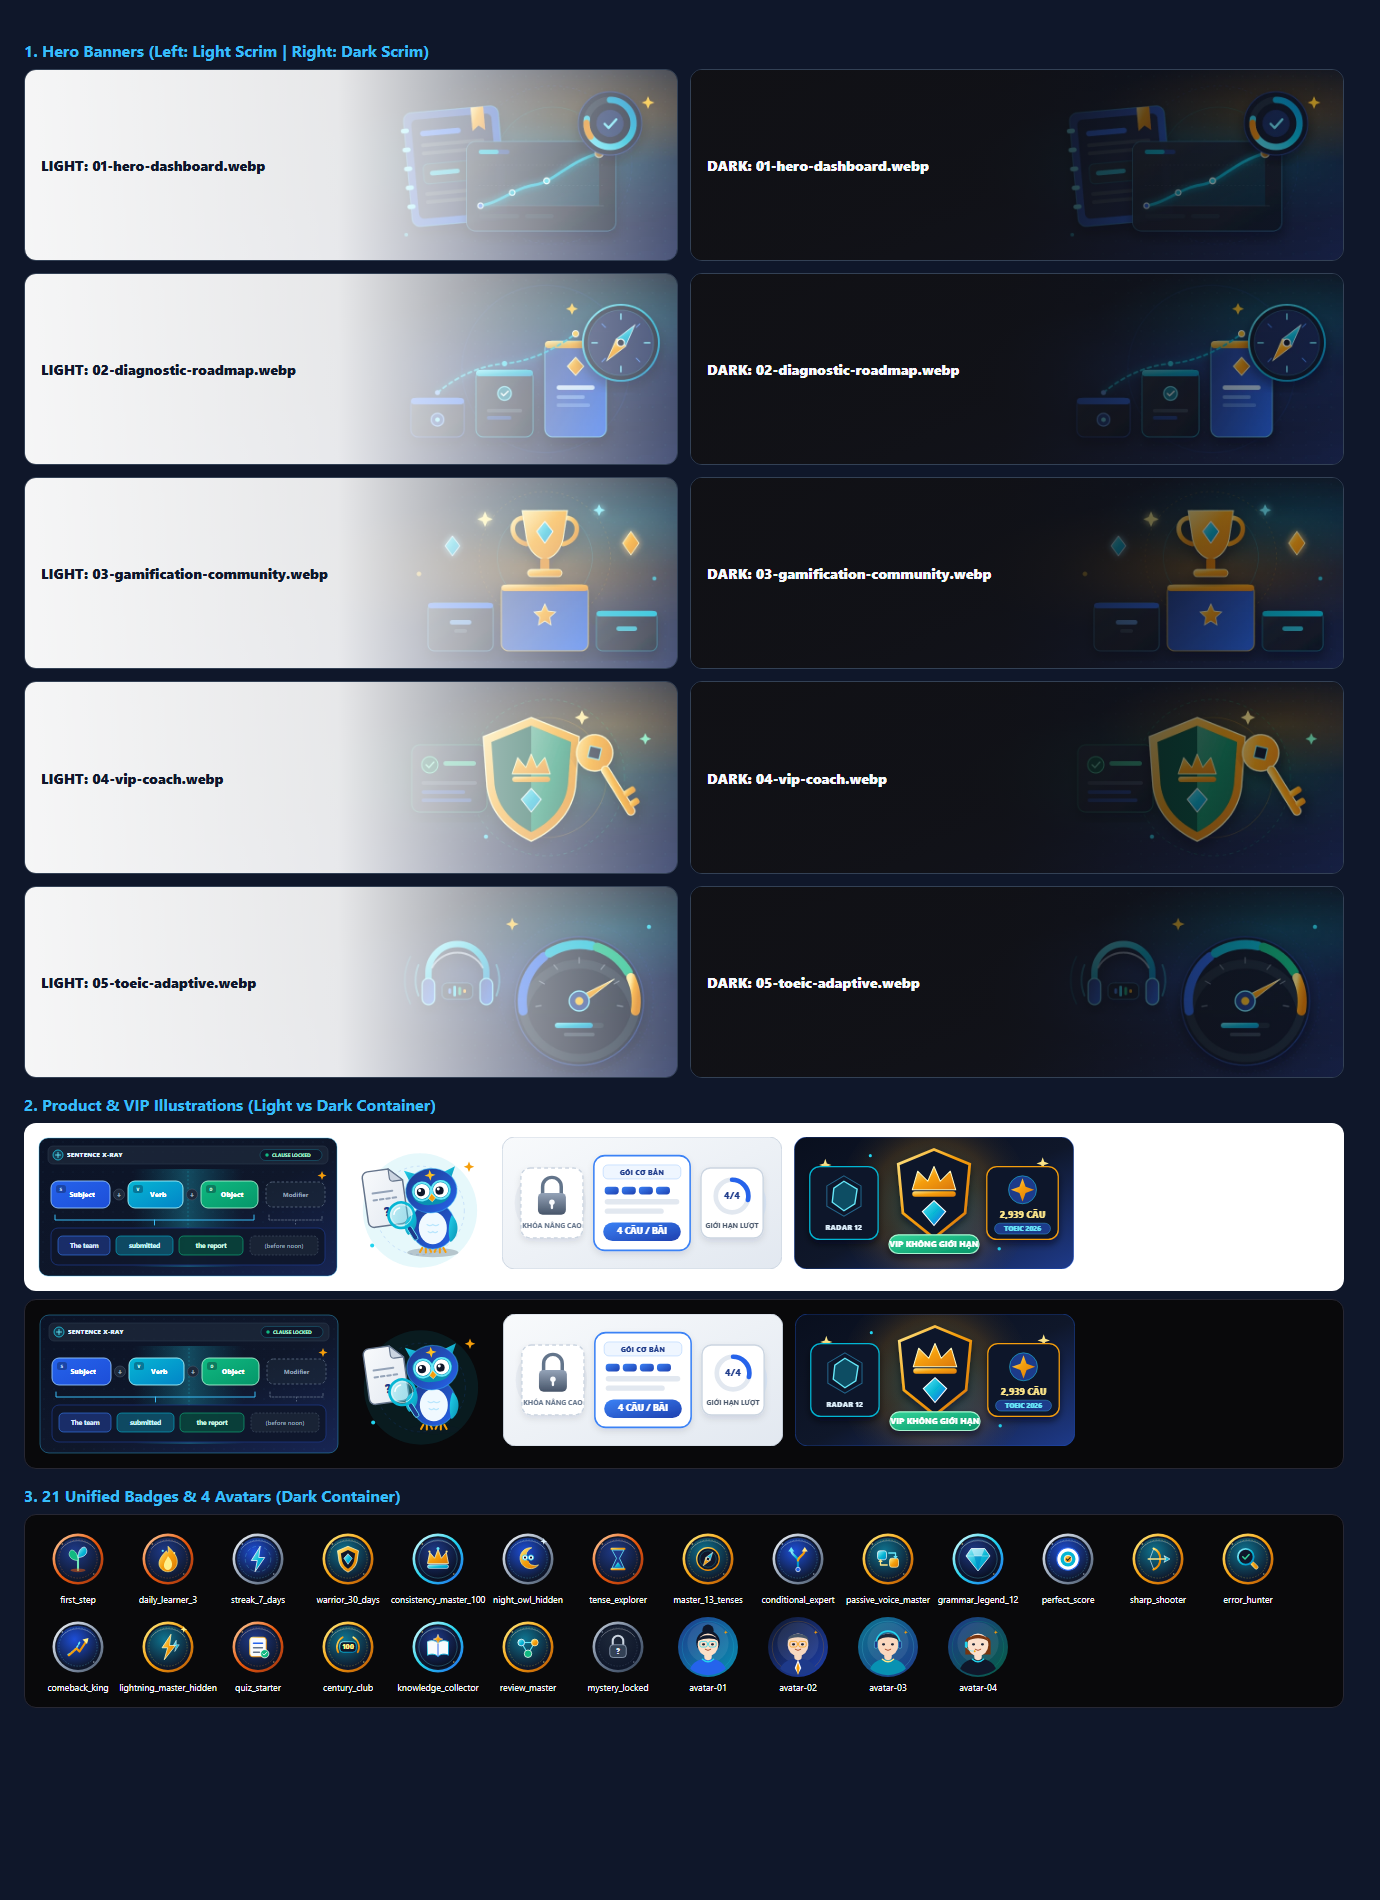 1. Hero Banners (Left: Light Scrim | Right: Dark Scrim)
LIGHT: 01-hero-dashboard.webp
DARK: 01-hero-dashboard.webp
LIGHT: 02-diagnostic-roadmap.webp
DARK: 02-diagnostic-roadmap.webp
LIGHT: 03-gamification-community.webp
DARK: 03-gamification-community.webp
LIGHT: 04-vip-coach.webp
DARK: 04-vip-coach.webp
LIGHT: 05-toeic-adaptive.webp
DARK: 05-toeic-adaptive.webp
2. Product & VIP Illustrations (Light vs Dark Container)
SENTENCE X-RAY
CLAUSE LOCKED
S
Subject
V
Verb
O
Object
Modifier
The team
submitted
the report
(before noon)
?
KHÓA NÂNG CAO
GÓI CƠ BẢN
4 CÂU / BÀI
4/4
GIỚI HẠN LƯỢT
RADAR 12
VIP KHÔNG GIỚI HẠN
2,939 CÂU
TOEIC 2026
SENTENCE X-RAY
CLAUSE LOCKED
S
Subject
V
Verb
O
Object
Modifier
The team
submitted
the report
(before noon)
?
KHÓA NÂNG CAO
GÓI CƠ BẢN
4 CÂU / BÀI
4/4
GIỚI HẠN LƯỢT
RADAR 12
VIP KHÔNG GIỚI HẠN
2,939 CÂU
TOEIC 2026
3. 21 Unified Badges & 4 Avatars (Dark Container)
first_step
daily_learner_3
streak_7_days
warrior_30_days
consistency_master_100
night_owl_hidden
tense_explorer
master_13_tenses
conditional_expert
passive_voice_master
grammar_legend_12
perfect_score
sharp_shooter
error_hunter
100
?
comeback_king
lightning_master_hidden
quiz_starter
century_club
knowledge_collector
review_master
mystery_locked
avatar-01
avatar-02
avatar-03
avatar-04